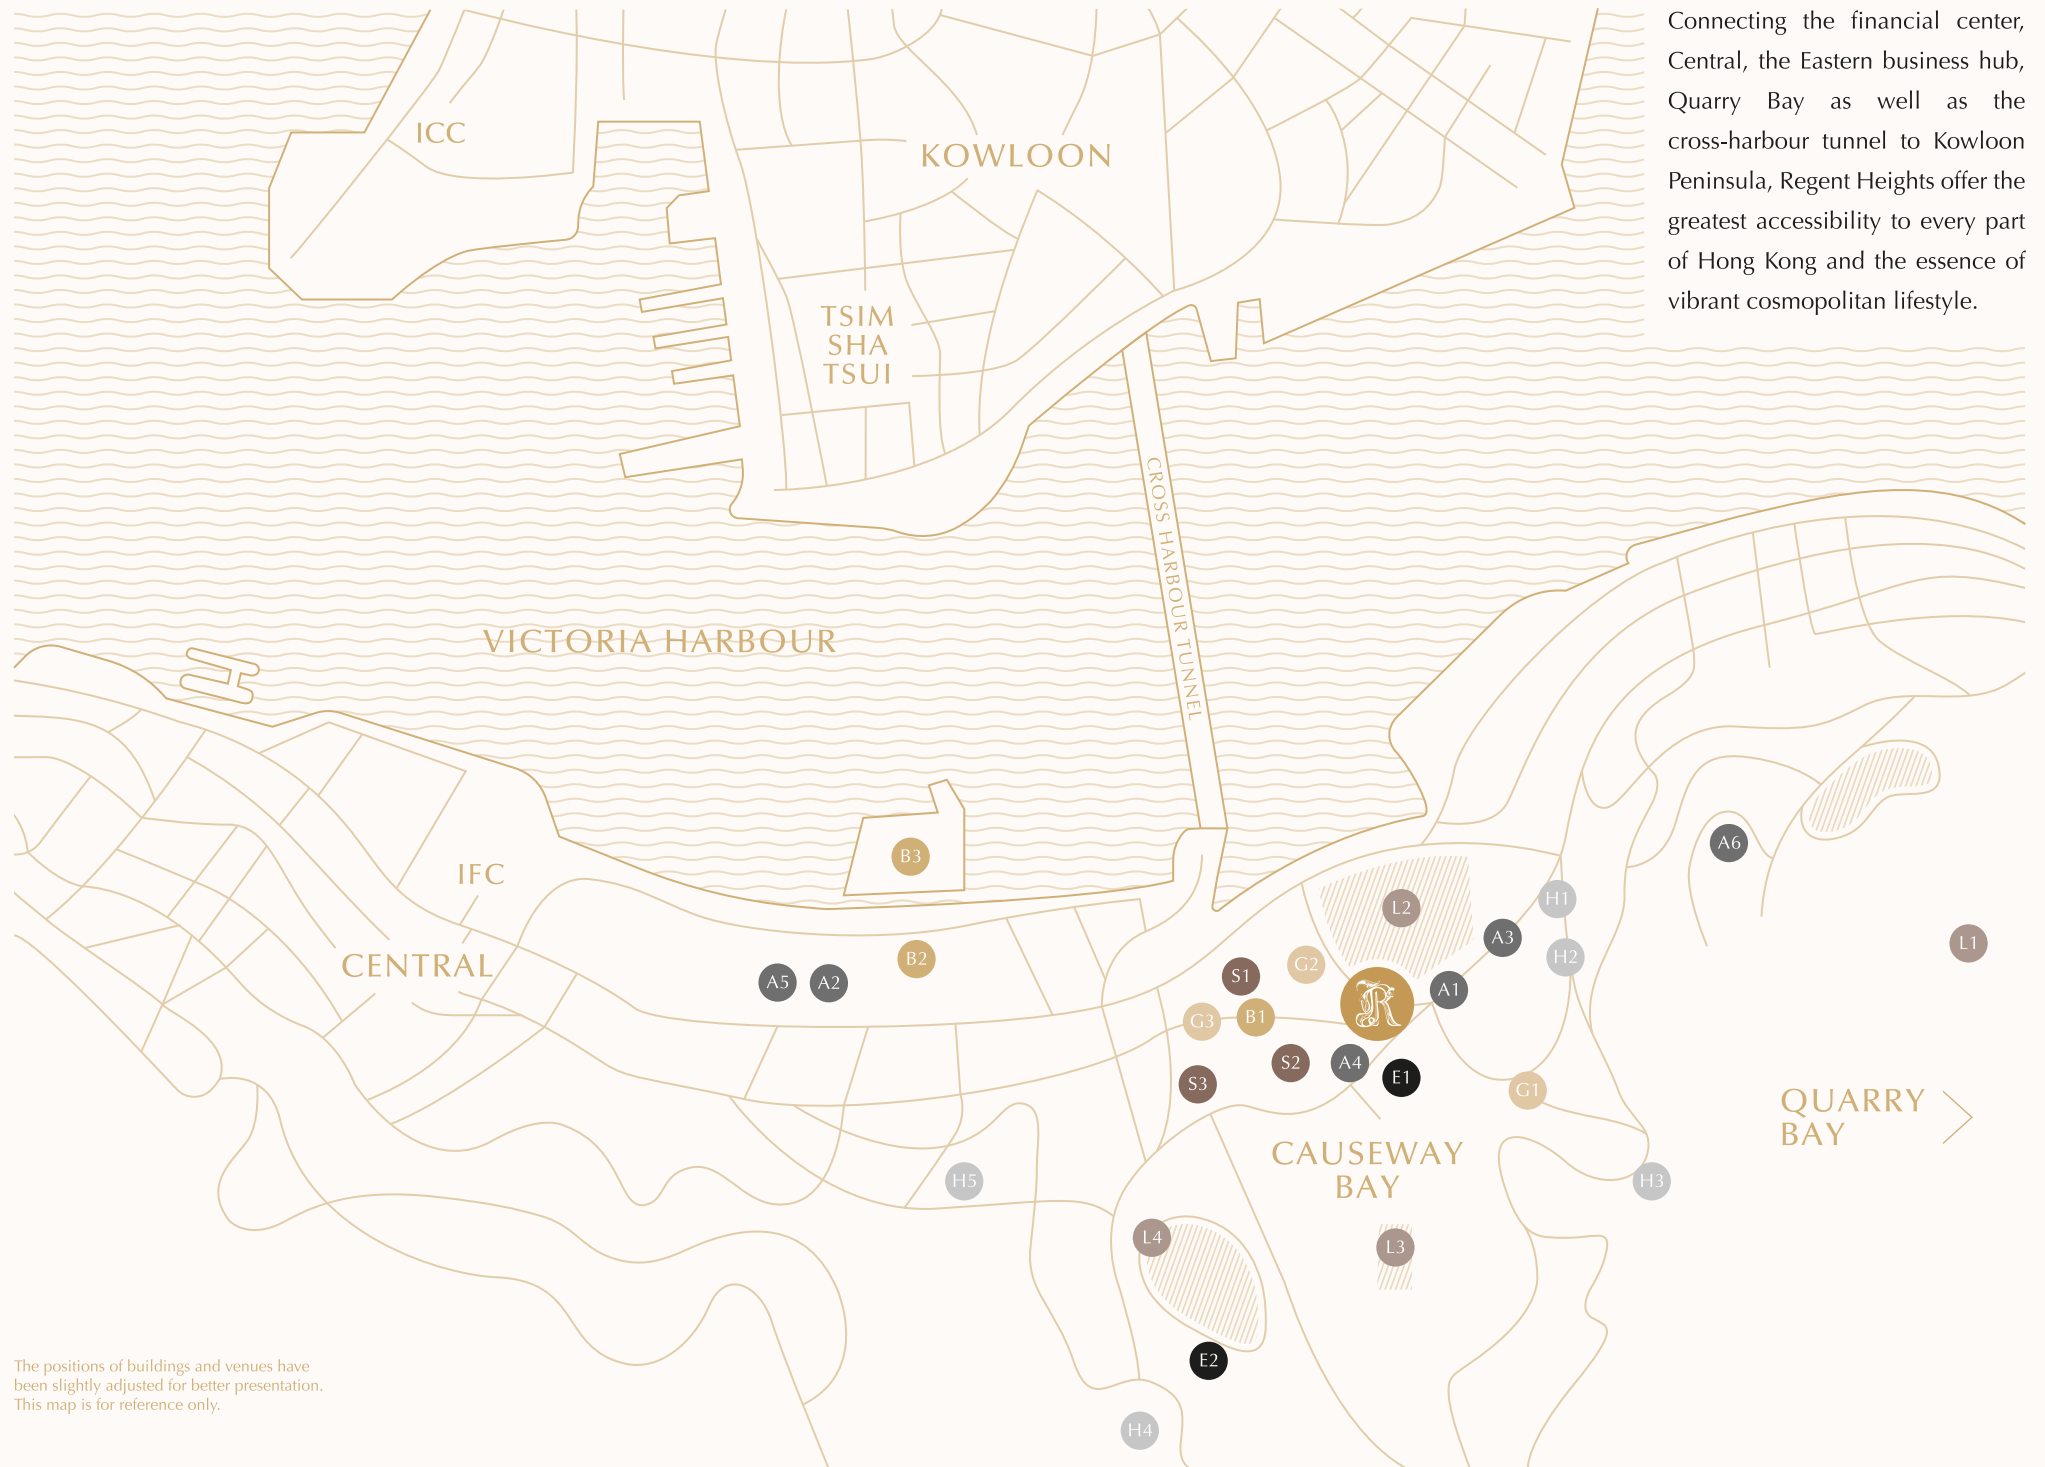 Connecting the financial center,
Central, the Eastern business hub,
Quarry Bay as well as the
cross-harbour tunnel to Kowloon
Peninsula, Regent Heights offer the
greatest accessibility to every part
of Hong Kong and the essence of
vibrant cosmopolitan lifestyle.
ICC
KOWLOON
TSIM
SHA
TSUI
CROSS HARBOUR TUNNEL
VICTORIA HARBOUR
B3
A6
IFC
H1
L2
A3
L1
H2
B2
CENTRAL
G2
S1
A5
A2
A1
R
B1
G3
S2
A4
E1
S3
G1
QUARRY
BAY
CAUSEWAY
BAY
H5
H3
L4
L3
E2
The positions of buildings and venues have
been slightly adjusted for better presentation.
This map is for reference only.
H4